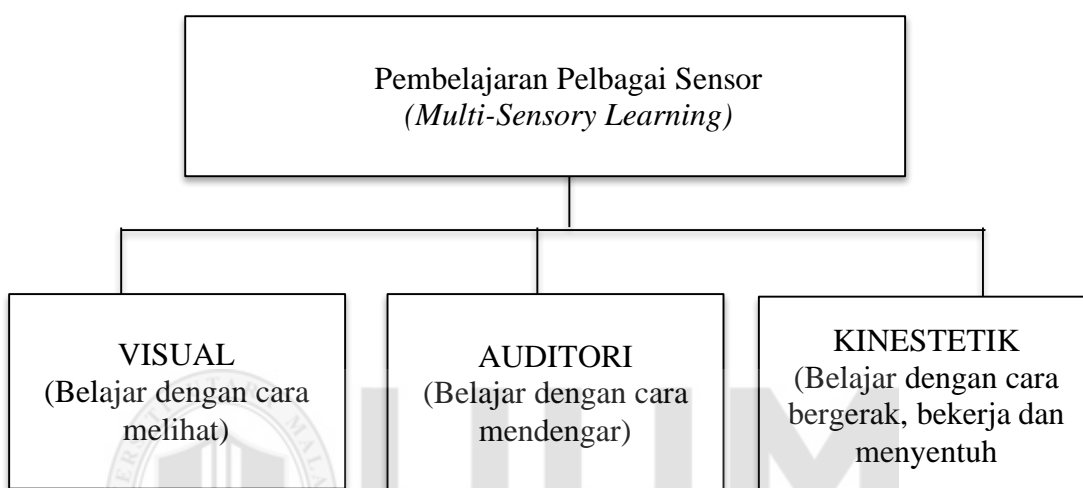 Pembelajaran Pelbagai Sensor
(Multi-Sensory Learning)
VISUAL
(Belajar dengan cara
melihat)
AUDITORI
(Belajar dengan cara
mendengar)
KINESTETIK
(Belajar dengan cara
bergerak, bekerja dan
menyentuh
UUM